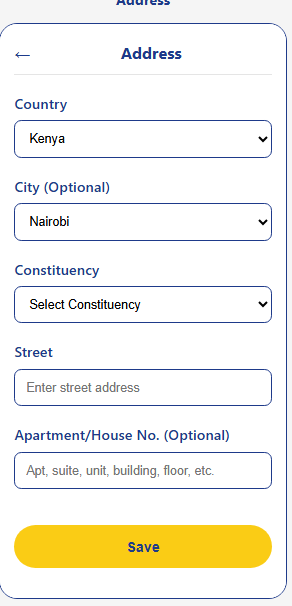 Address
← Address
Country
Kenya
City (Optional)
Nairobi
Constituency
Select Constituency
Street
Enter street address
Apartment/House No. (Optional)
Apt, suite, unit, building, floor, etc.
Save